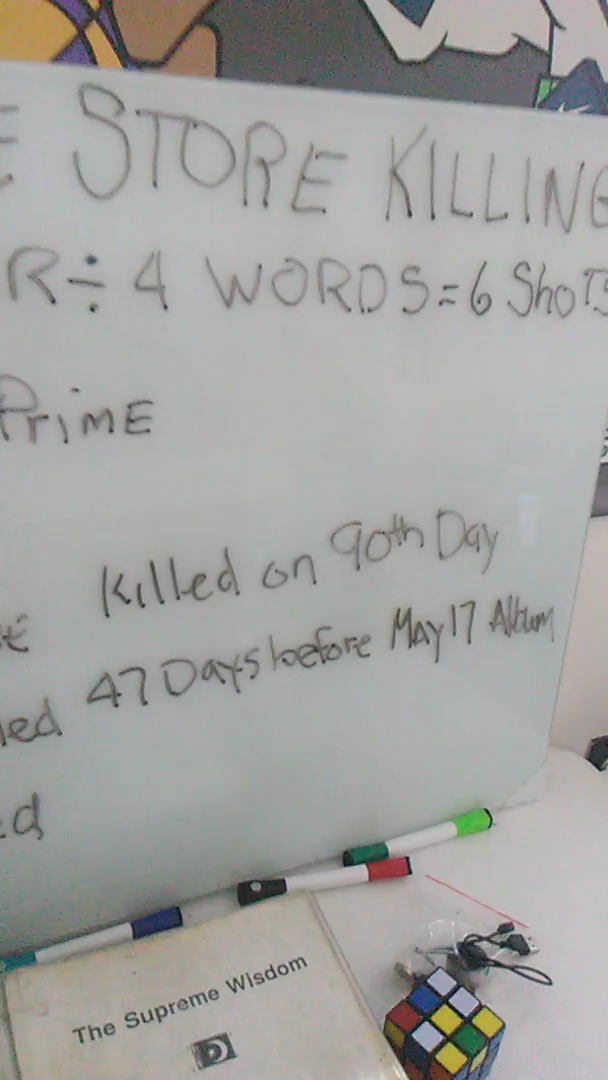 E STORE KILLING
R÷4 WORDS=6 ShoTS
PrimE
Killed on 90th Day
47 Days before MAY 17 Album
The Supreme Wisdom